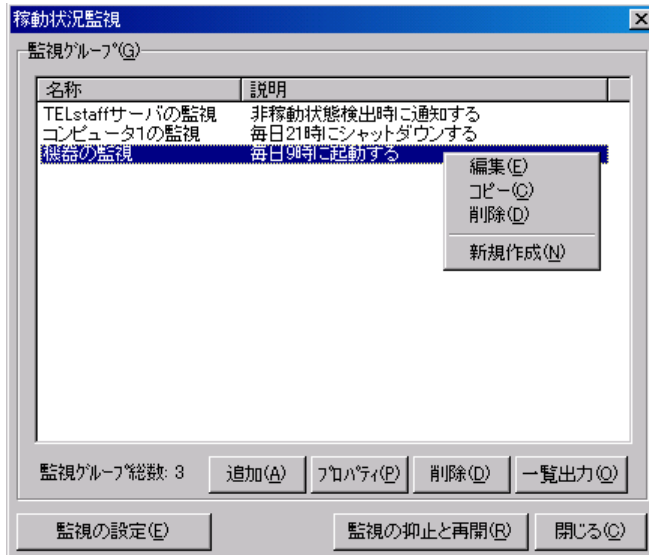 稼動状況監視
監視グループ(G)
名称 説明
TELstaffサーバの監視 非稼動状態検出時に通知する
コンピュータ1の監視 毎日21時にシャットダウンする
機器の監視 毎日9時に起動する
編集(E)
コピー(C)
削除(D)
新規作成(N)
監視グループ総数: 3 追加(A) プロパティ(P) 削除(D) 一覧出力(O)
監視の設定(E) 監視の抑止と再開(R) 閉じる(C)